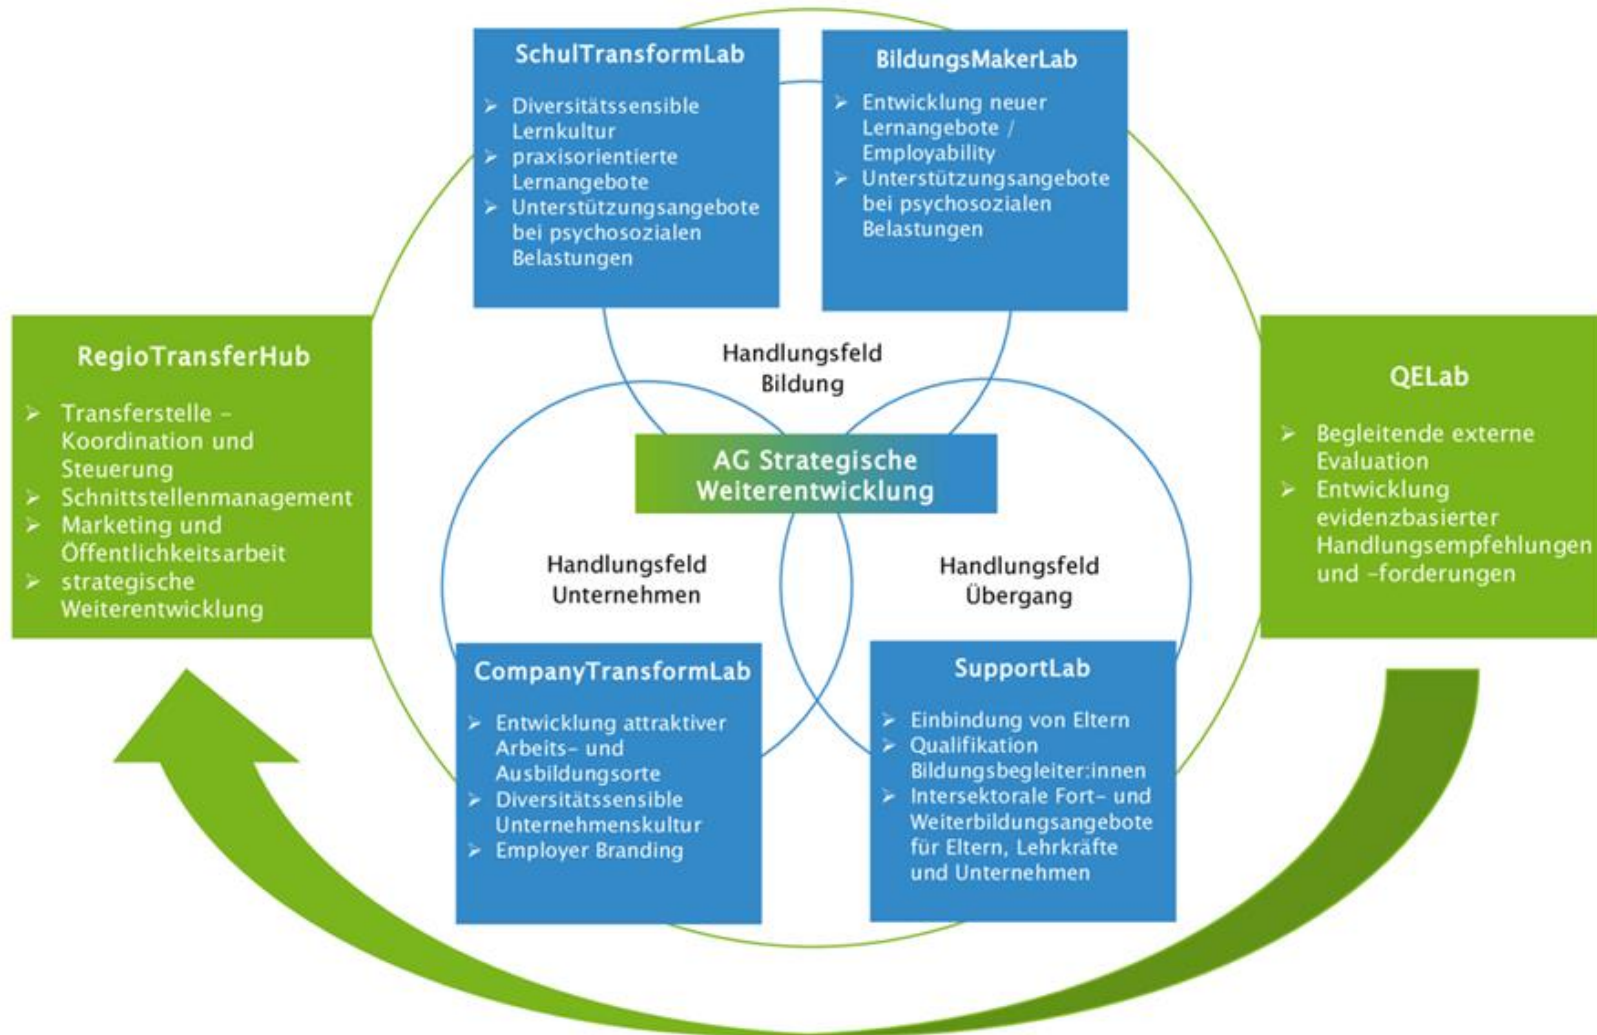 SchulTransformLab
➢ Diversitätssensible
Lernkultur
➢ praxisorientierte
Lernangebote
➢ Unterstützungsangebote
bei psychosozialen
Belastungen
BildungsMakerLab
➢ Entwicklung neuer
Lernangebote /
Employability
➢ Unterstützungsangebote
bei psychosozialen
Belastungen
RegioTransferHub
➢ Transferstelle –
Koordination und
Steuerung
➢ Schnittstellenmanagement
➢ Marketing und
Öffentlichkeitsarbeit
➢ strategische
Weiterentwicklung
Handlungsfeld
Bildung
AG Strategische
Weiterentwicklung
Handlungsfeld
Unternehmen
Handlungsfeld
Übergang
QELab
➢ Begleitende externe
Evaluation
➢ Entwicklung
evidenzbasierter
Handlungsempfehlungen
und –forderungen
CompanyTransformLab
➢ Entwicklung attraktiver
Arbeits– und
Ausbildungsorte
➢ Diversitätssensible
Unternehmenskultur
➢ Employer Branding
SupportLab
➢ Einbindung von Eltern
➢ Qualifikation
Bildungsbegleiter:innen
➢ Intersektorale Fort– und
Weiterbildungsangebote
für Eltern, Lehrkräfte
und Unternehmen